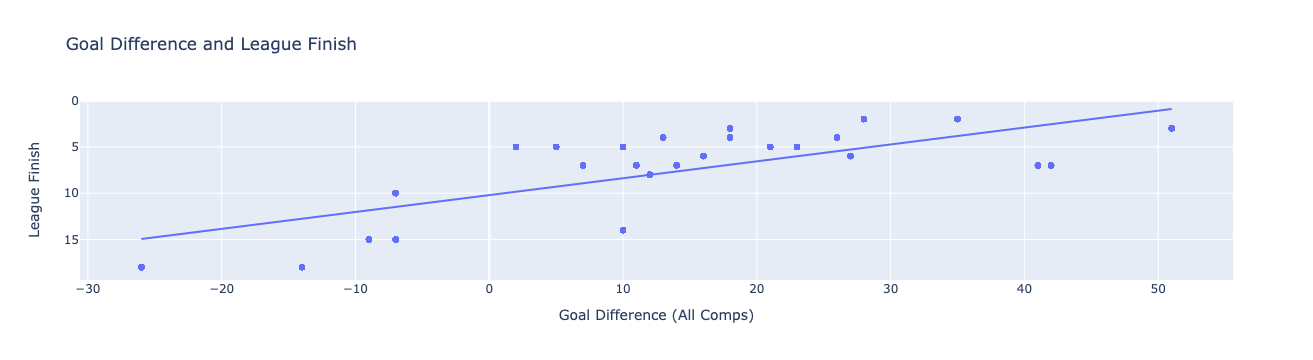 Goal Difference and League Finish
0
5
10
15
League Finish
−30 −20 −10 0 10 20 30 40 50
Goal Difference (All Comps)